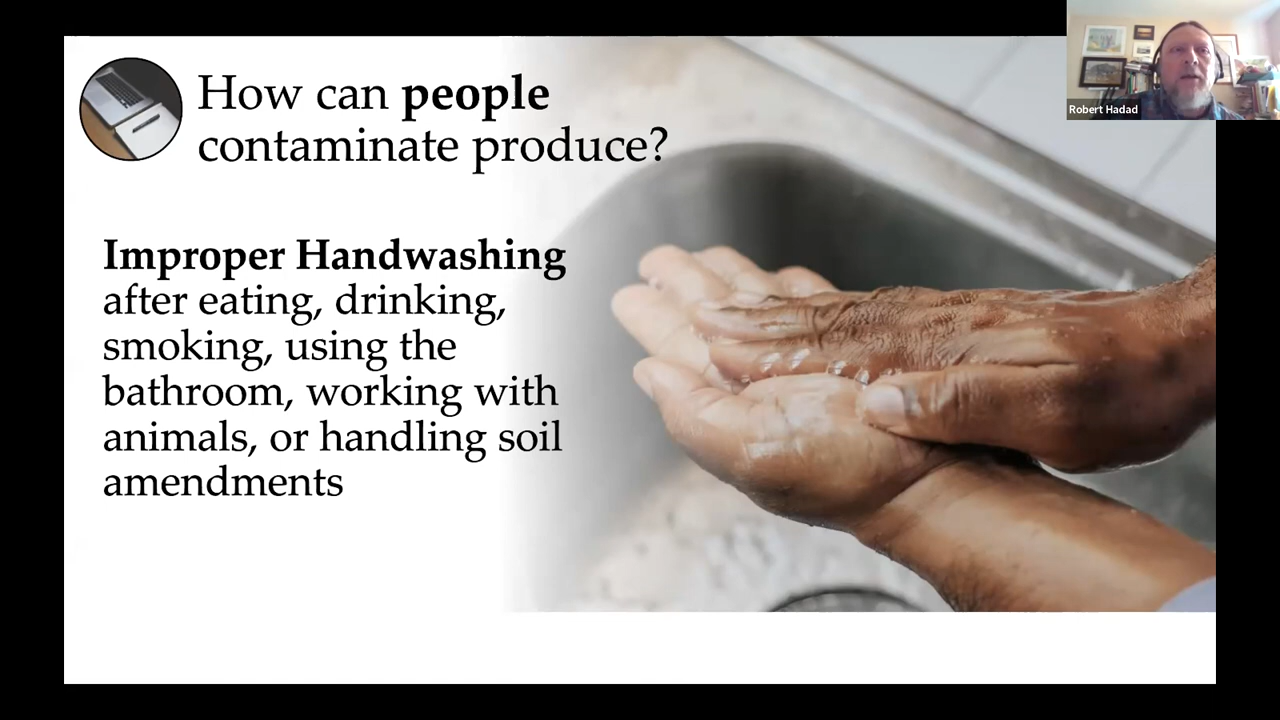 How can people
contaminate produce?
Improper Handwashing
after eating, drinking,
smoking, using the
bathroom, working with
animals, or handling soil
amendments
Robert Hadad